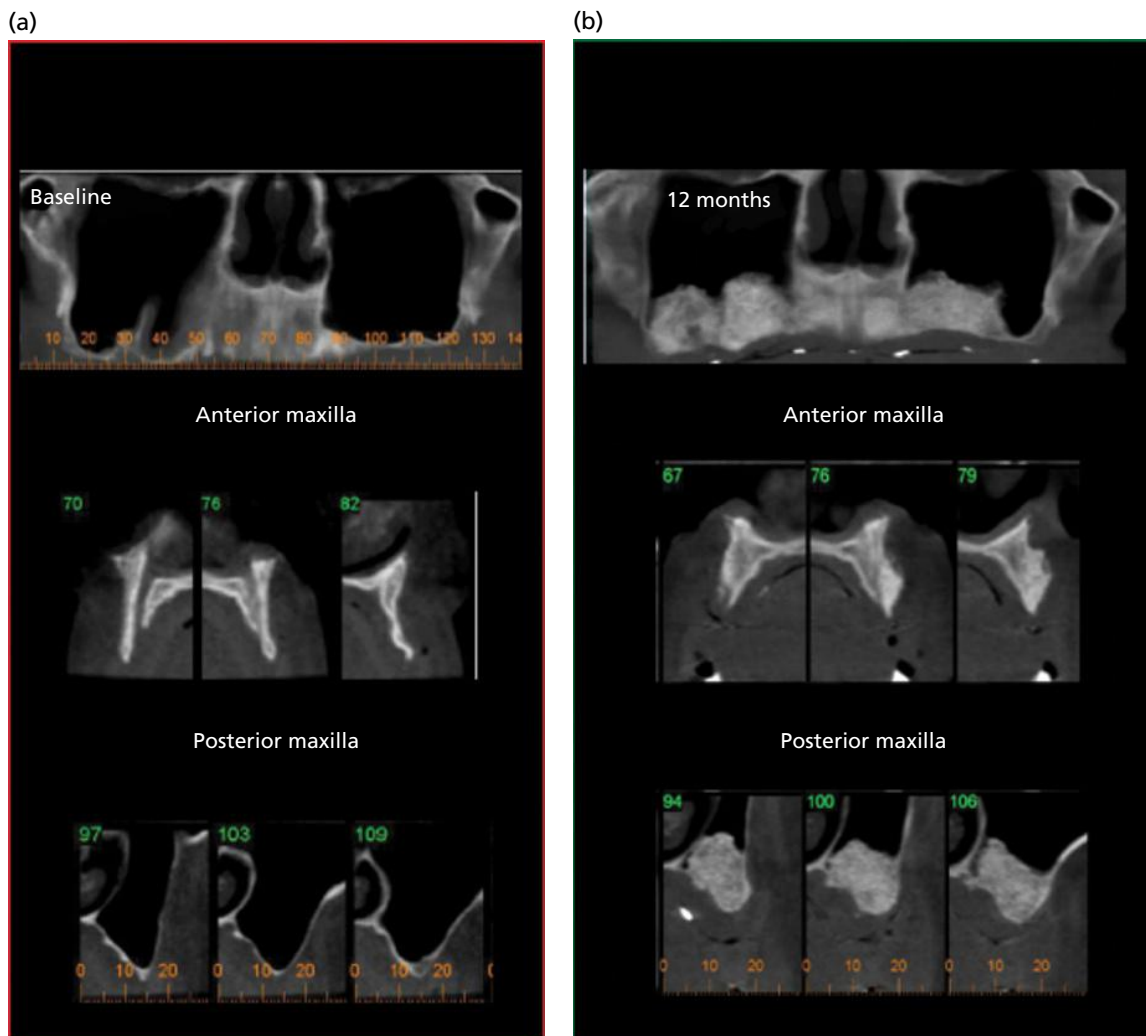 (a)
Baseline
10 20 30 40 50 60 70 80 90 100 110 120 130 14
Anterior maxilla
70 76 82
Posterior maxilla
97 103 109
0 10 20 0 10 20 0 10 20 0
(b)
12 months
Anterior maxilla
67 76 79
Posterior maxilla
94 100 106
0 10 20 0 10 20 0 10 20